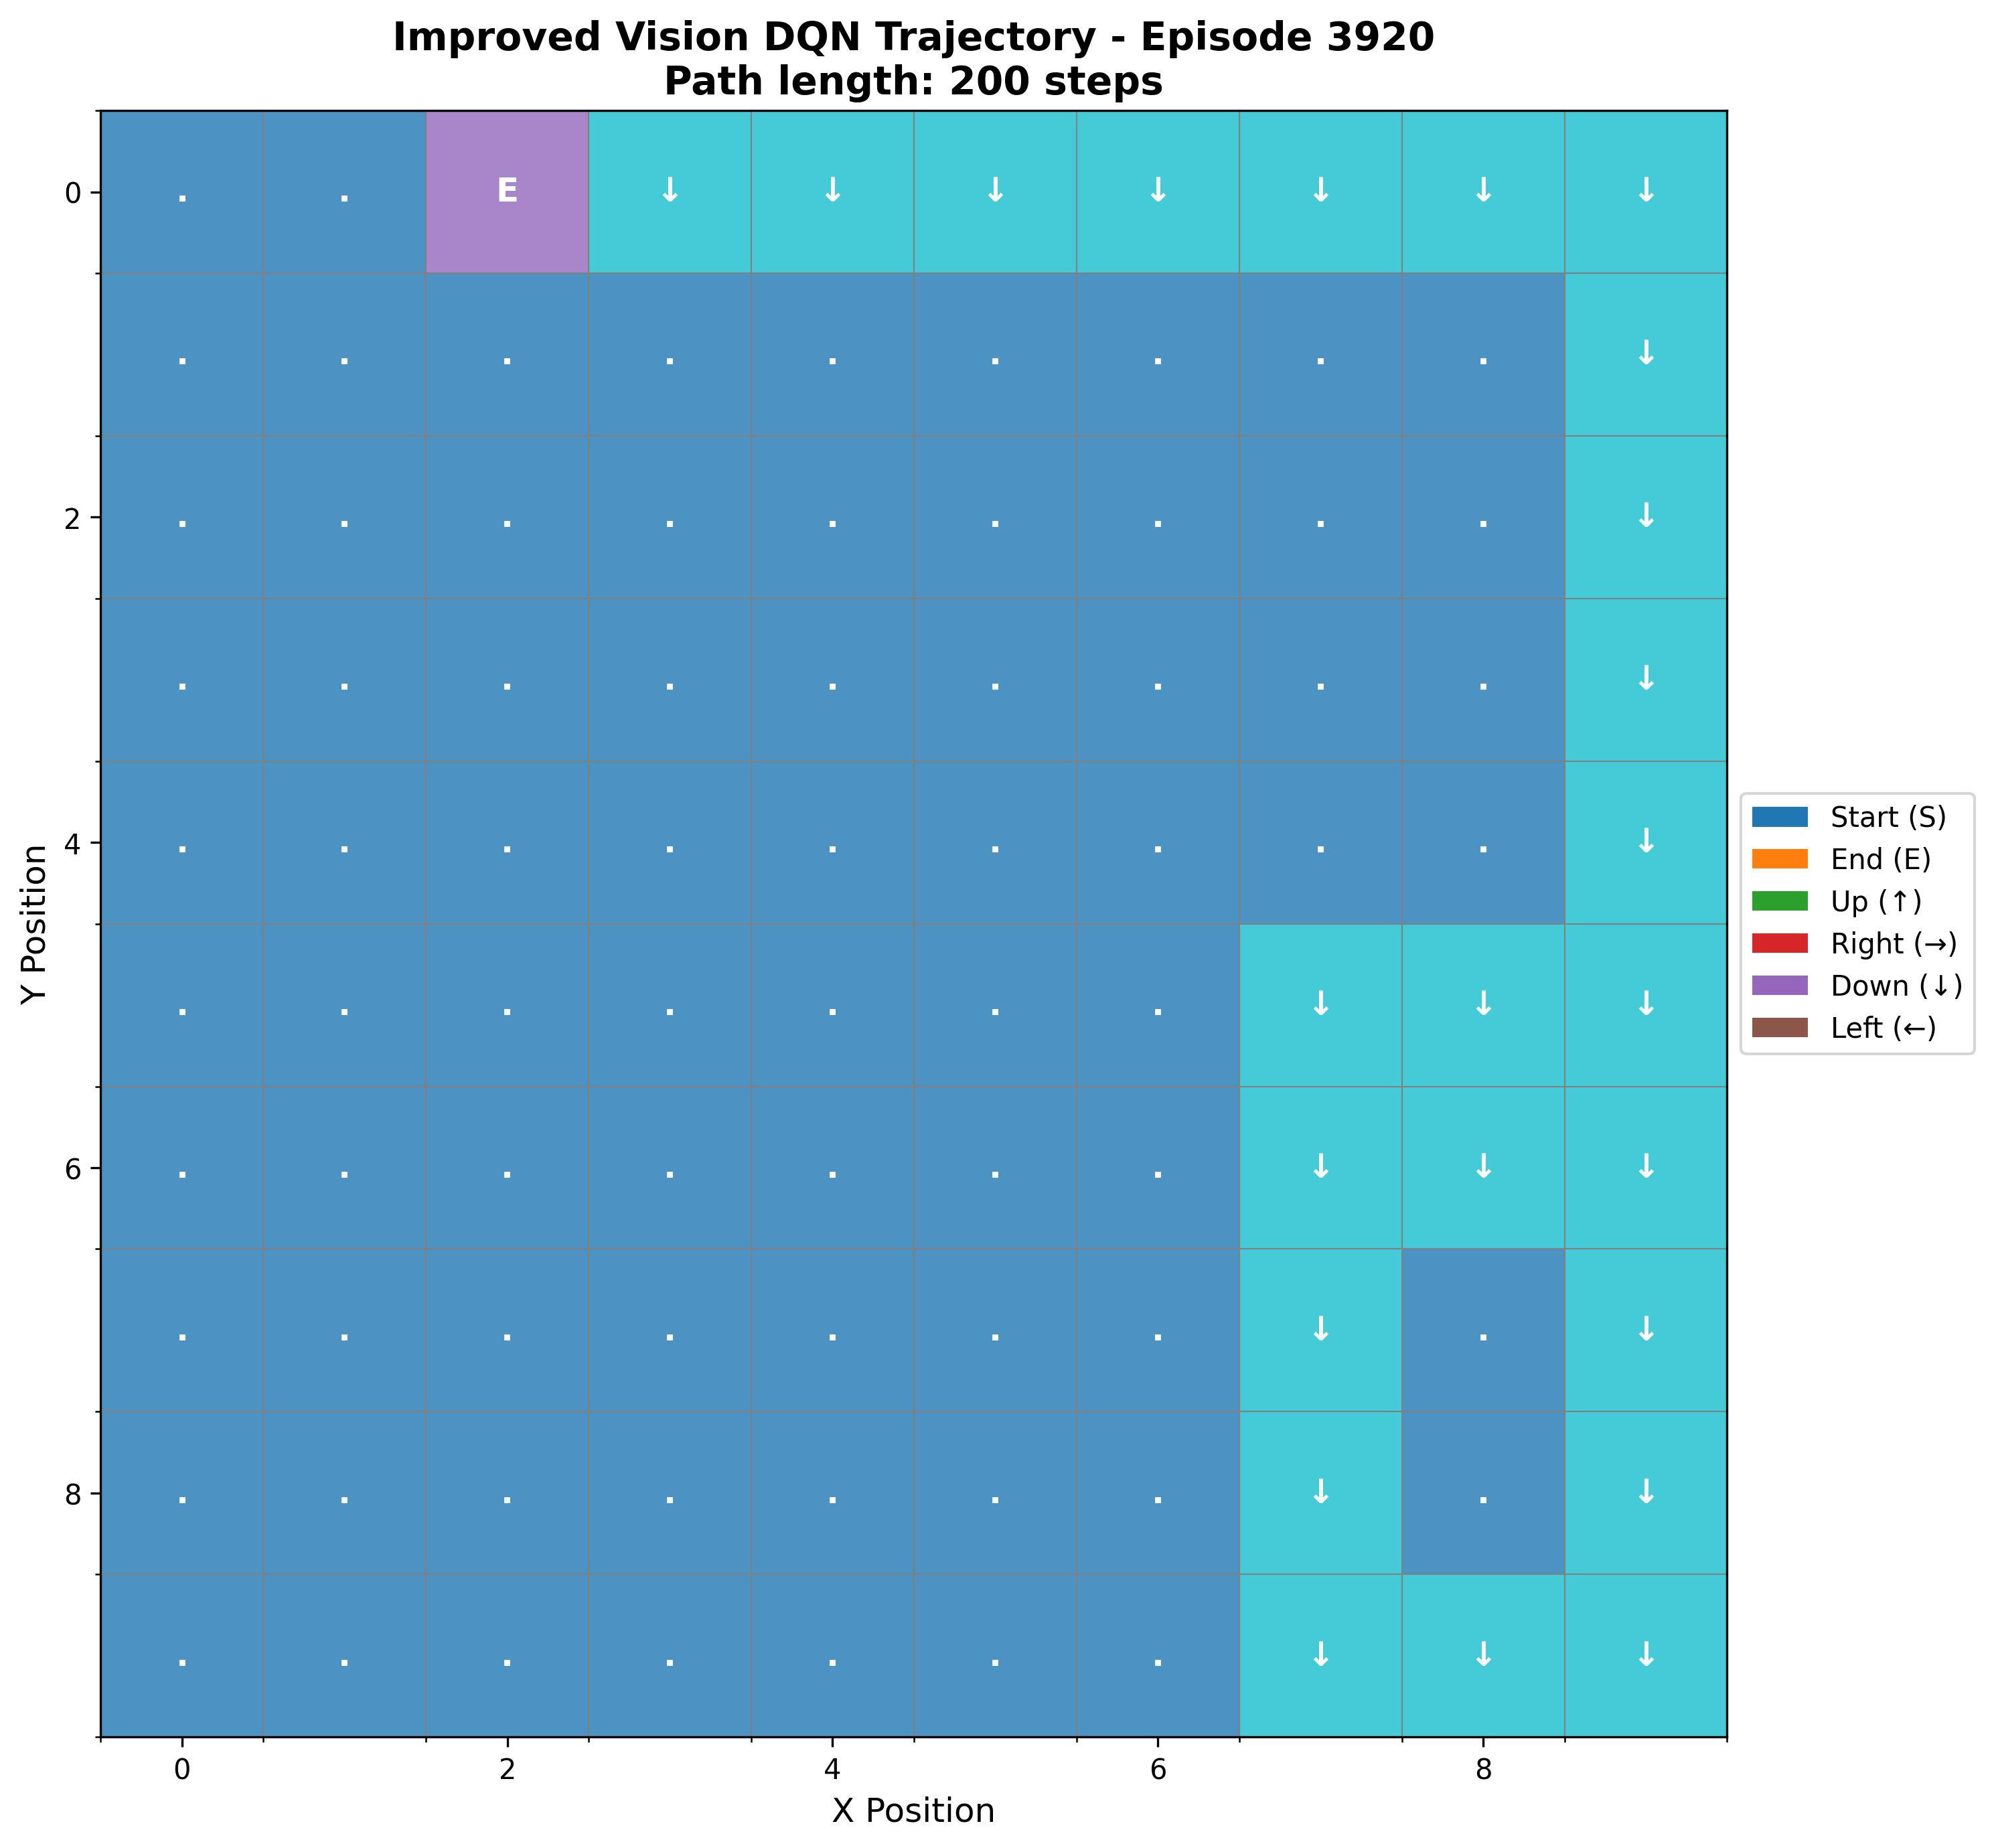 Improved Vision DQN Trajectory - Episode 3920
Path length: 200 steps
0 . . E ↓ ↓ ↓ ↓ ↓ ↓ ↓
. . . . . . . . . ↓
2 . . . . . . . . . ↓
. . . . . . . . . ↓
4 . . . . . . . . . ↓
. . . . . . . ↓ ↓ ↓
6 . . . . . . . ↓ ↓ ↓
. . . . . . . ↓ . ↓
8 . . . . . . . ↓ . ↓
. . . . . . . ↓ ↓ ↓
0 2 4 6 8
X Position
Y Position
Start (S)
End (E)
Up (↑)
Right (→)
Down (↓)
Left (←)